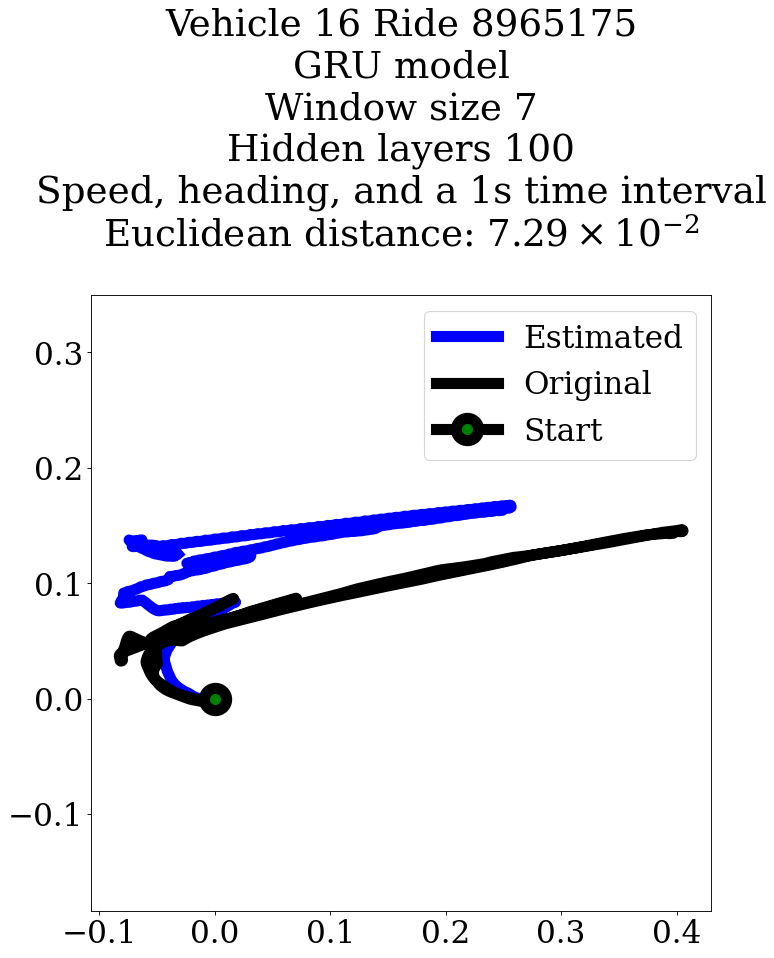 Vehicle 16 Ride 8965175
GRU model
Window size 7
Hidden layers 100
Speed, heading, and a 1s time interval
Euclidean distance: 7.29 × 10⁻²
Estimated
Original
Start
0.3
0.2
0.1
0.0
−0.1
−0.1 0.0 0.1 0.2 0.3 0.4